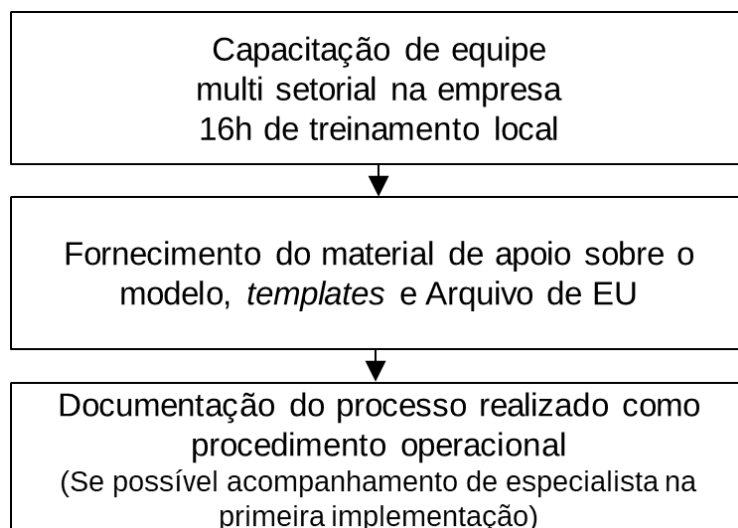 Capacitação de equipe
multi setorial na empresa
16h de treinamento local
Fornecimento do material de apoio sobre o
modelo, templates e Arquivo de EU
Documentação do processo realizado como
procedimento operacional
(Se possível acompanhamento de especialista na
primeira implementação)